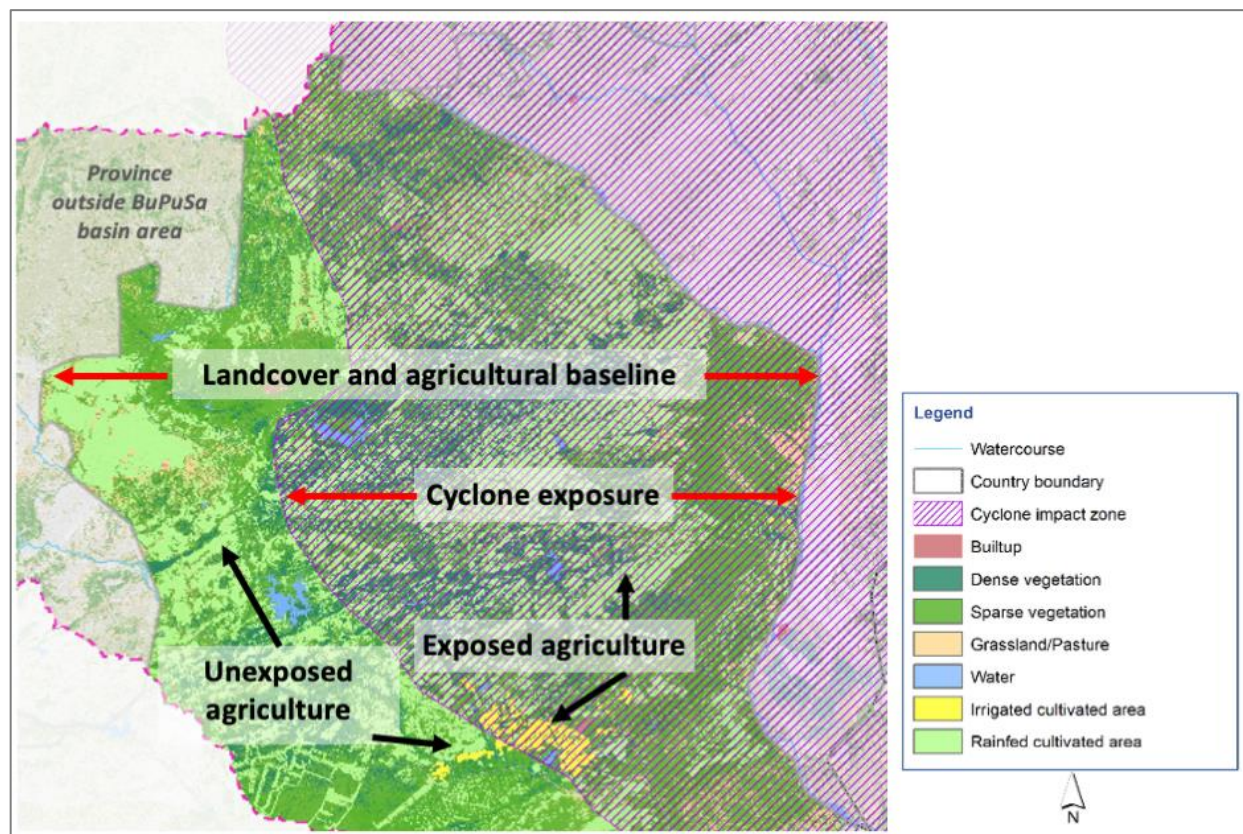 Province
outside BuPuSa
basin area
Landcover and agricultural baseline
Cyclone exposure
Exposed agriculture
Unexposed
agriculture
Legend
Watercourse
Country boundary
Cyclone impact zone
Builtup
Dense vegetation
Sparse vegetation
Grassland/Pasture
Water
Irrigated cultivated area
Rainfed cultivated area
N